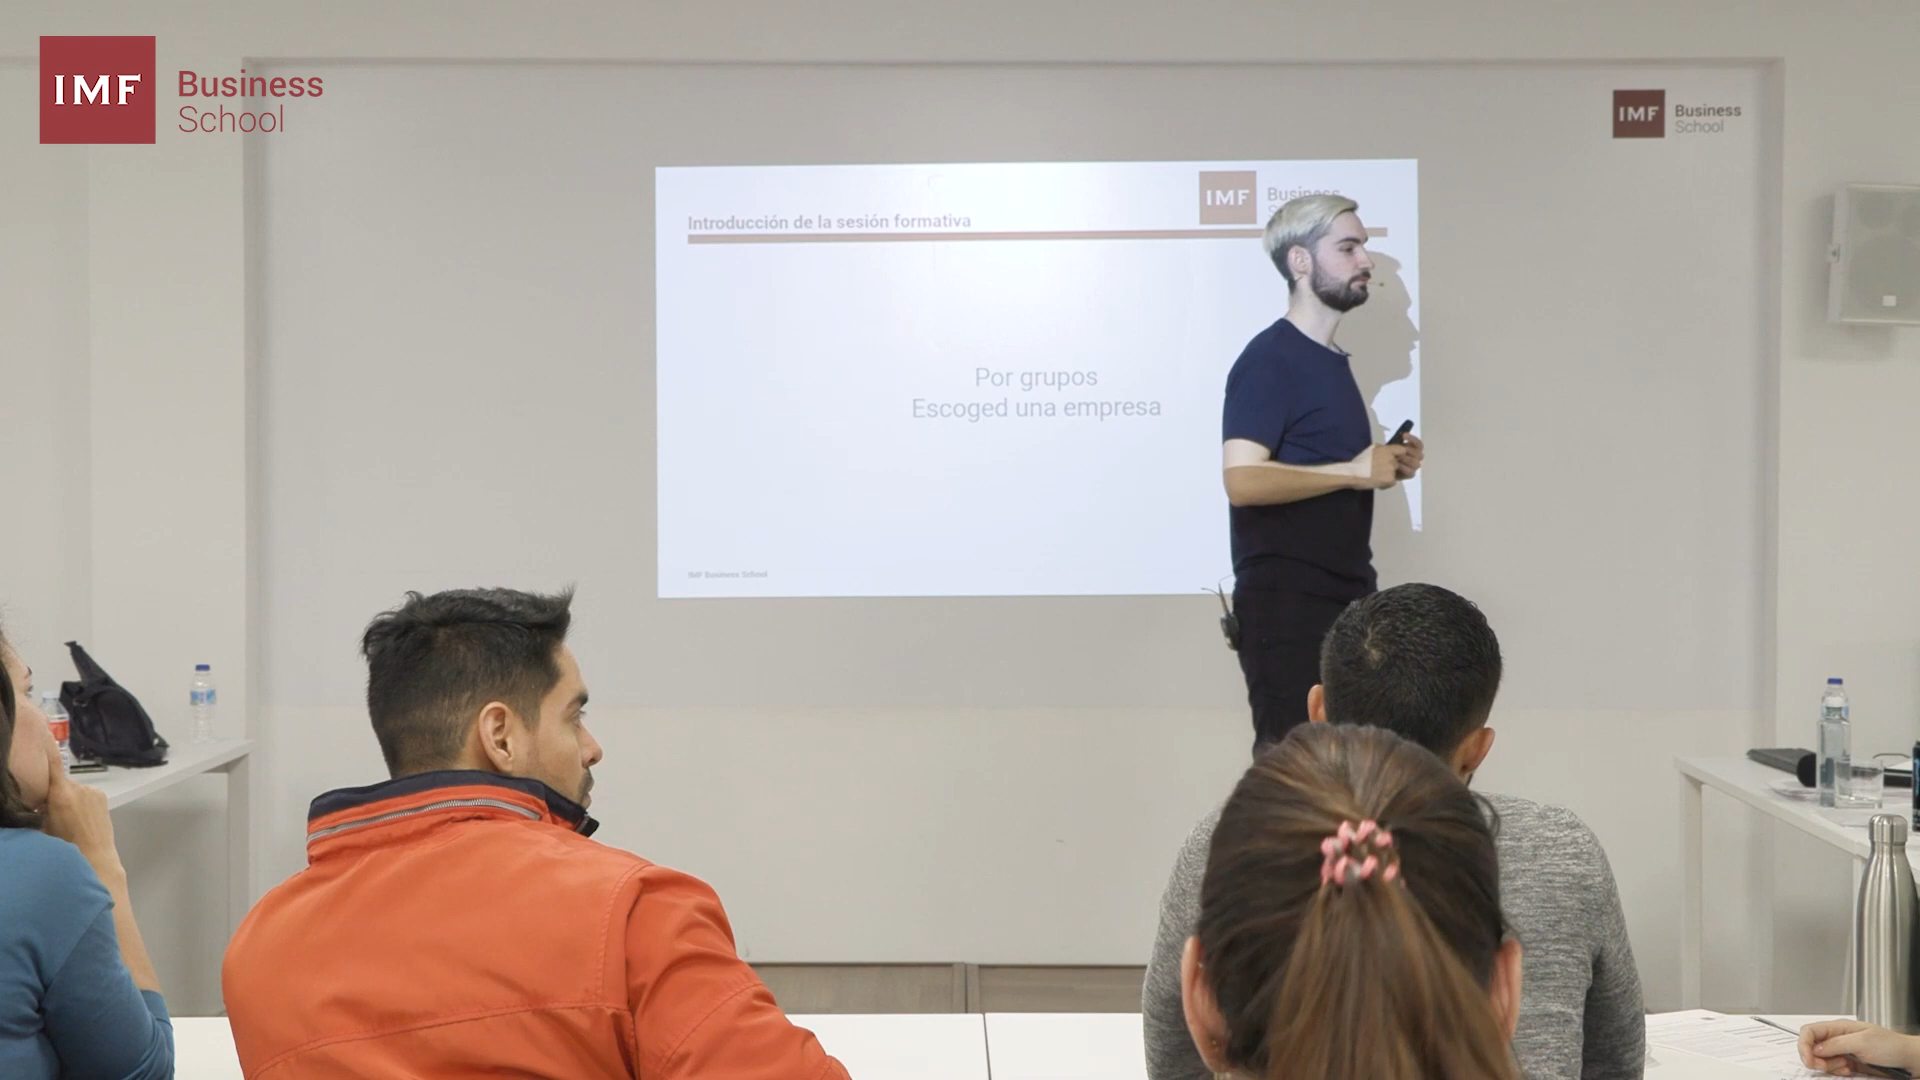 IMF Business
School
IMF Business
School
IMF Business
Introducción de la sesión formativa
Por grupos
Escoged una empresa
IMF Business School